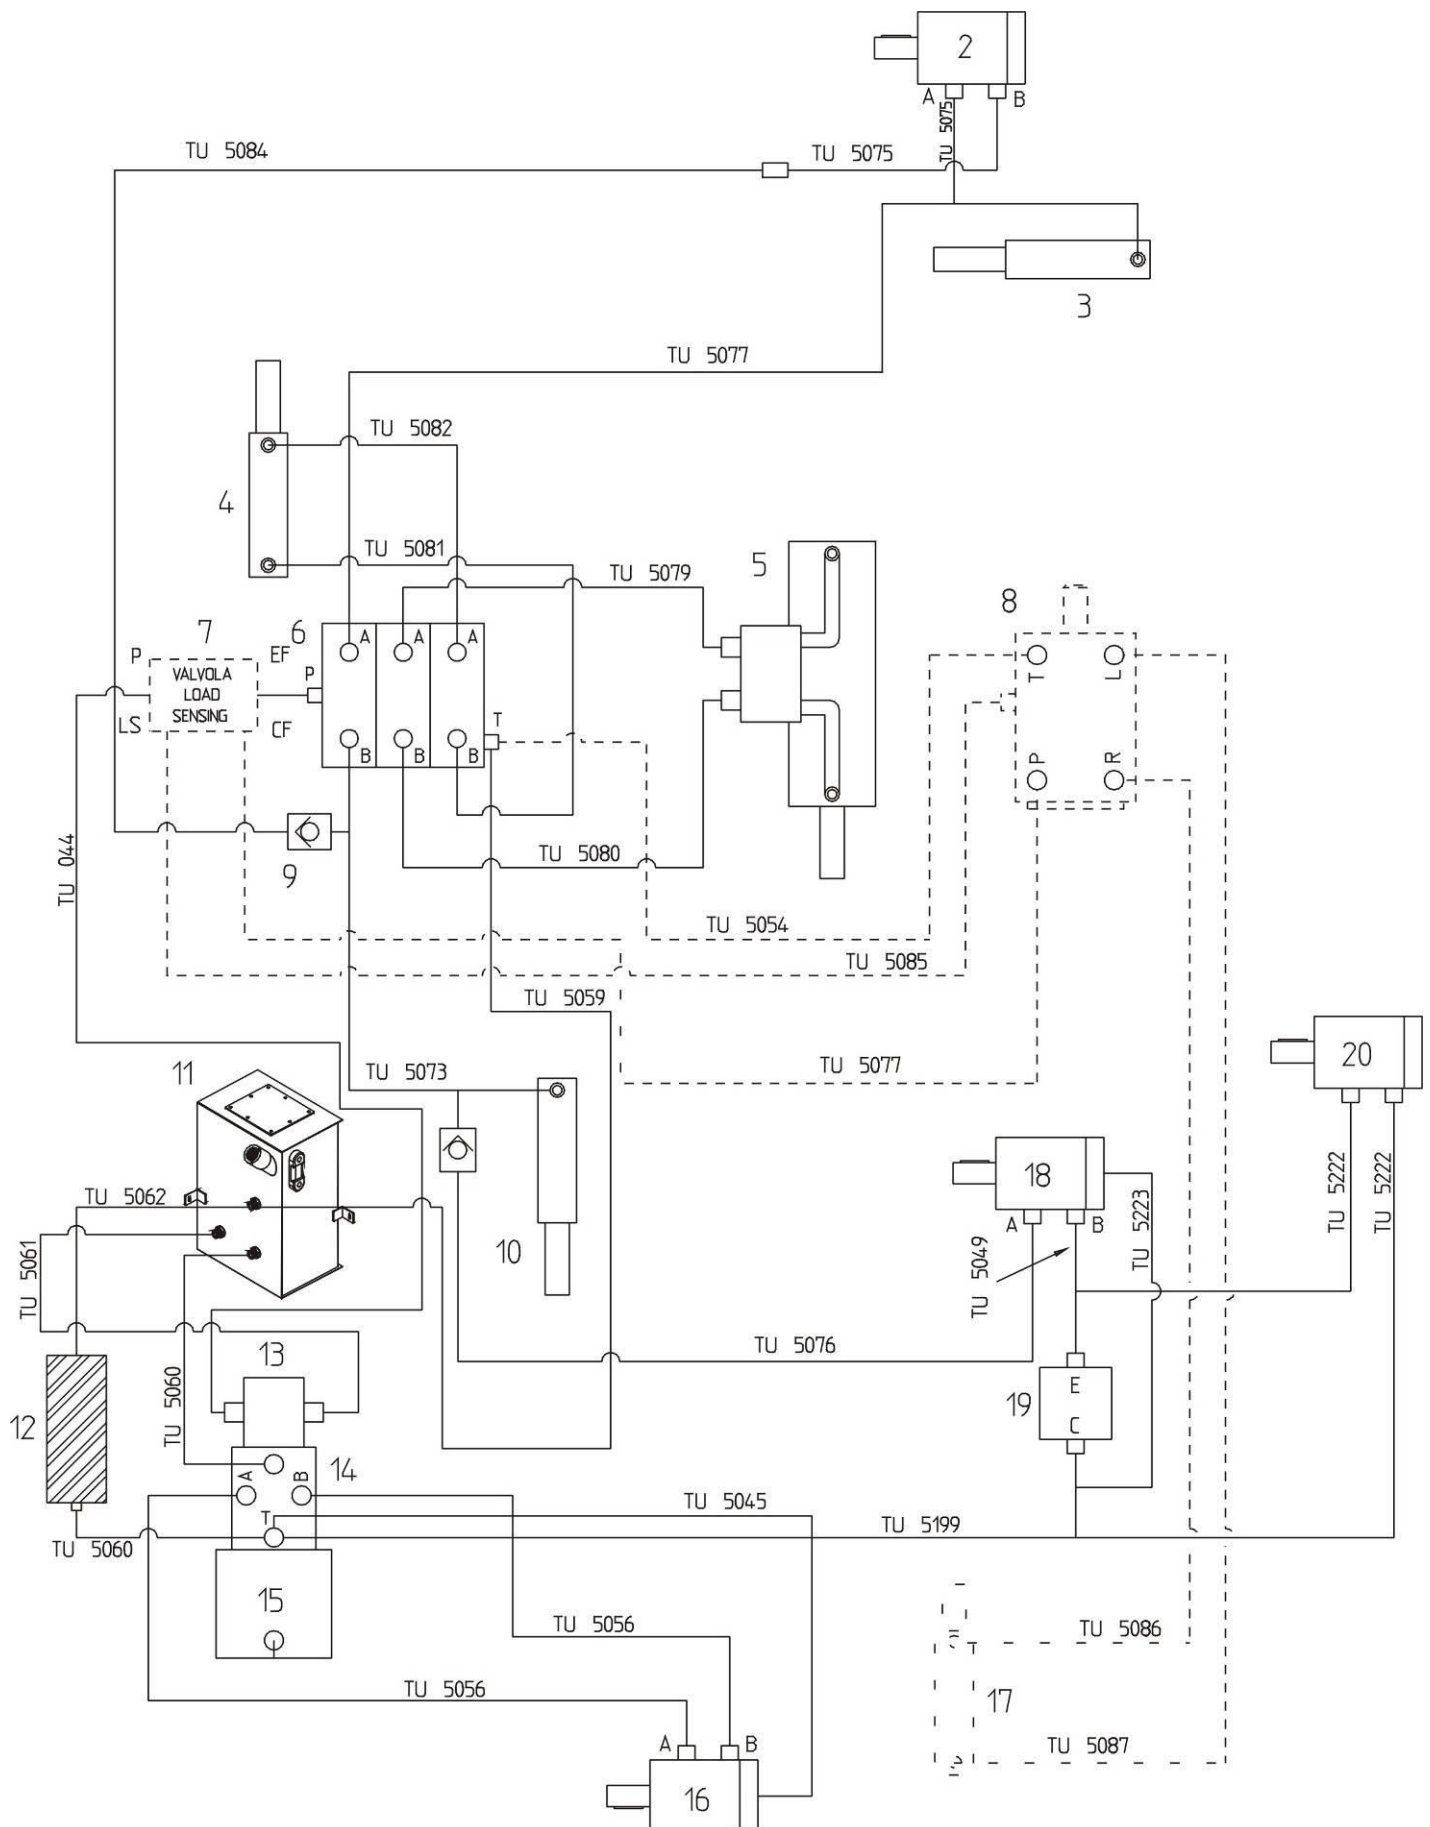 2
A
B
TU 5075
TU 5084
TU 5075
3
TU 5077
TU 5082
4
TU 5081
5
TU 5079
8
7
6
P
EF
A
A
A
VALVOLA
LOAD
SENSING
P
T
L
LS
CF
T
B
B
B
P
R
TU 044
9
TU 5080
TU 5054
TU 5085
TU 5059
11
TU 5073
TU 5077
20
TU 5062
18
A
B
TU 5223
TU 5222
TU 5222
TU 5061
10
TU 5049
TU 5076
13
12
TU 5060
E
19
C
14
A
B
TU 5045
T
TU 5199
TU 5060
15
TU 5056
TU 5086
TU 5056
17
A
B
TU 5087
16